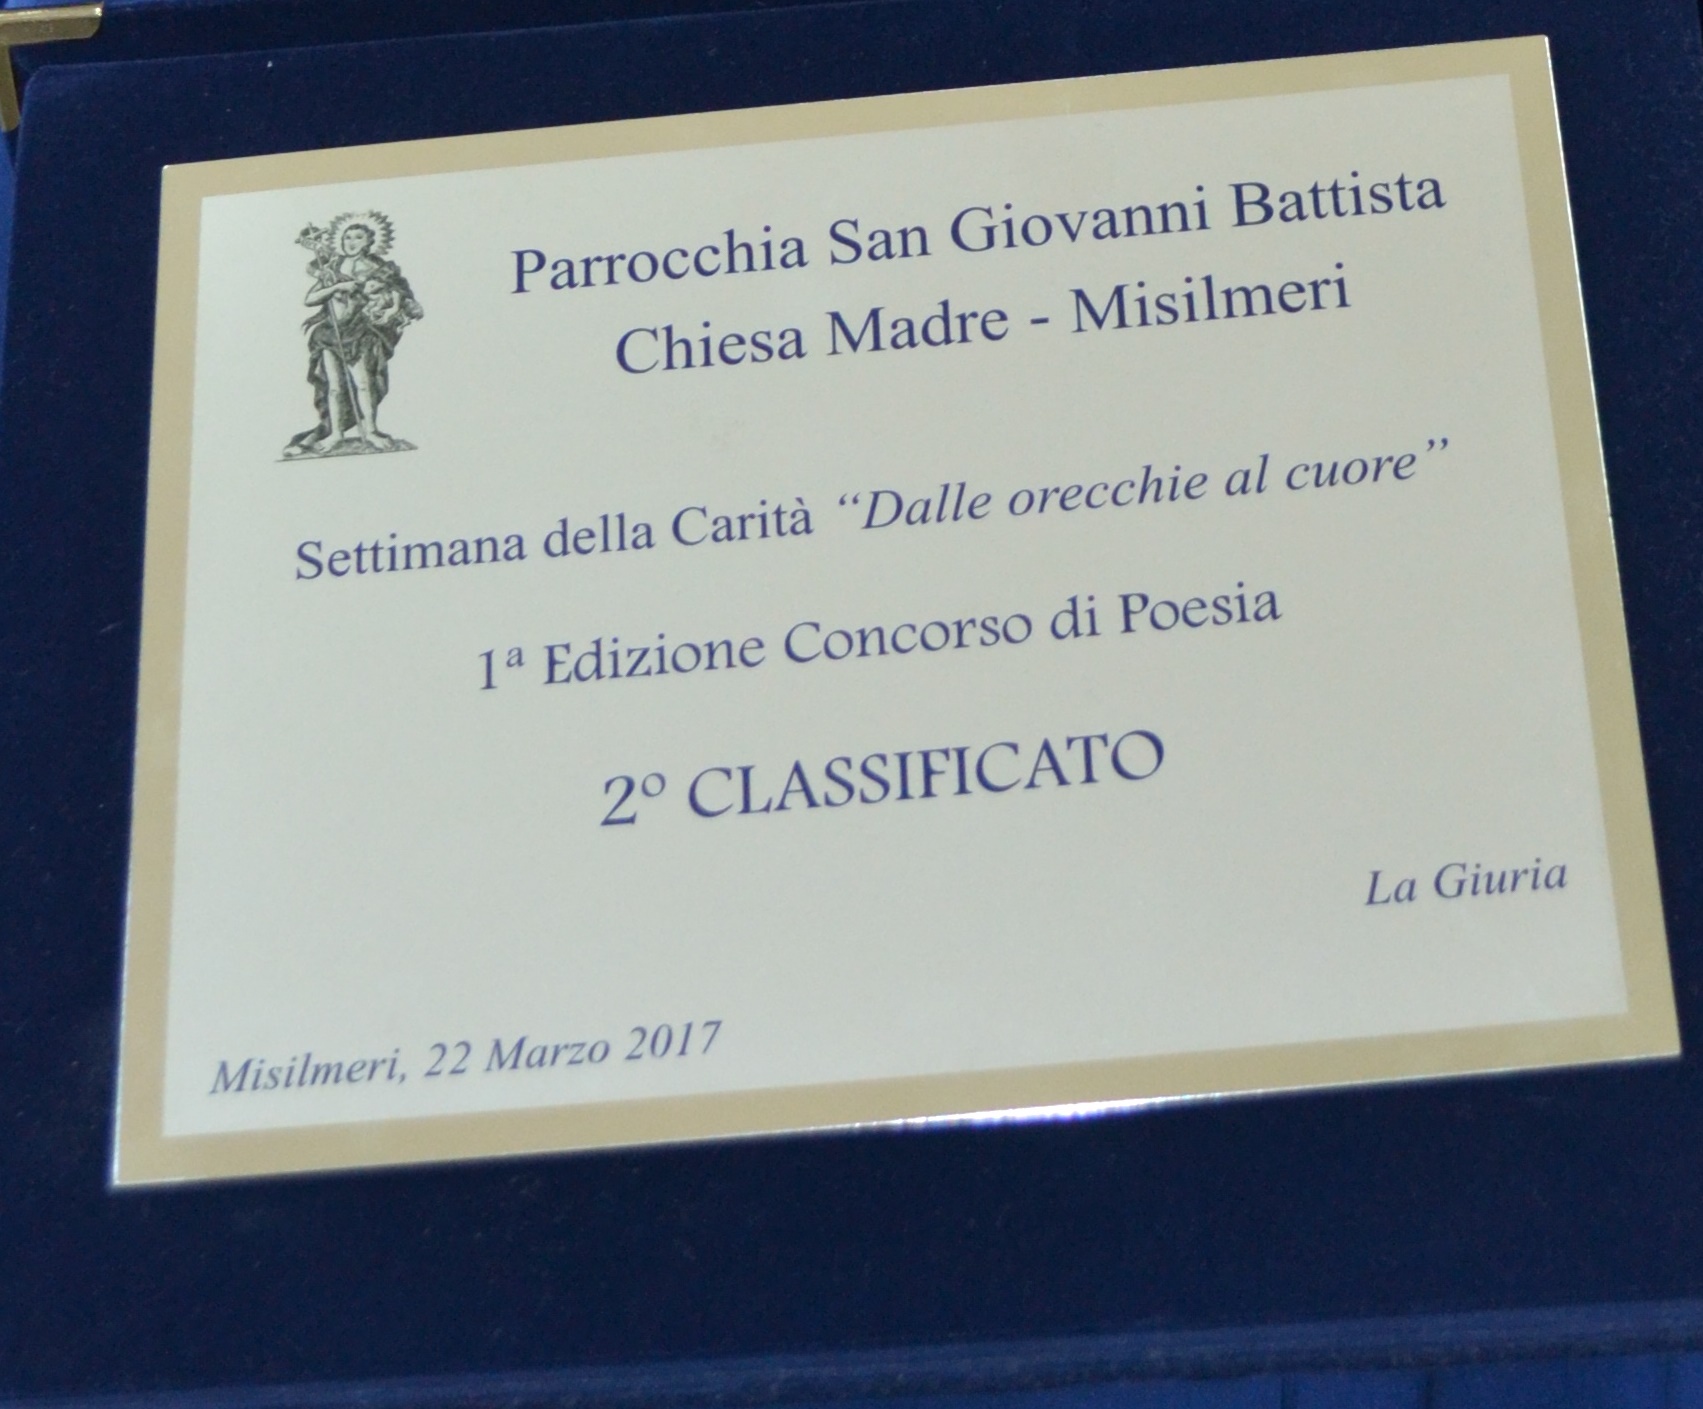 Parrocchia San Giovanni Battista
Chiesa Madre - Misilmeri
Settimana della Carità “Dalle orecchie al cuore”
1ª Edizione Concorso di Poesia
2º CLASSIFICATO
La Giuria
Misilmeri, 22 Marzo 2017